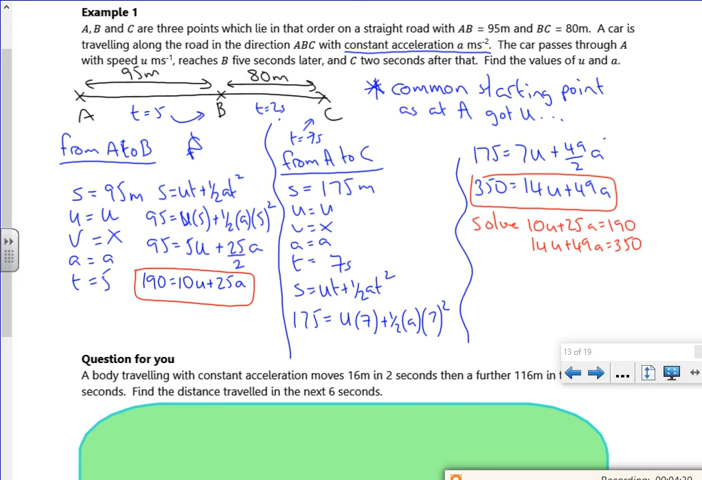 Example 1
A, B and C are three points which lie in that order on a straight road with AB = 95m and BC = 80m. A car is
travelling along the road in the direction ABC with constant acceleration a ms⁻². The car passes through A
with speed u ms⁻¹, reaches B five seconds later, and C two seconds after that. Find the values of u and a.
95m 80m
A t=5 B t=2s C
t=7s
* common starting point
as at A got u...
from A to B
s = 95m
u = u
v = x
a = a
t = 5
s=ut+½at²
95=u(5)+½(a)(5)²
95=5u+25/2 a
190=10u+25a
from A to C
s = 175m
u = u
v = x
a = a
t = 7s
s=ut+½at²
175=u(7)+½(a)(7)²
175=7u+49/2 a
350=14u+49a
Solve 10u+25a=190
14u+49a=350
13 of 19
Question for you
A body travelling with constant acceleration moves 16m in 2 seconds then a further 116m in
seconds. Find the distance travelled in the next 6 seconds.